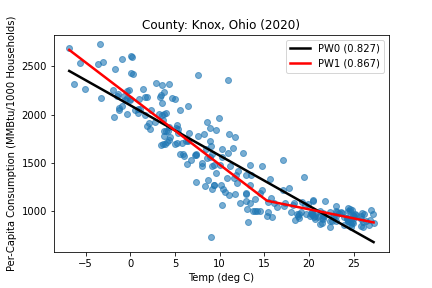 County: Knox, Ohio (2020)
Per-Capita Consumption (MMBtu/1000 Households)
2500
2000
1500
1000
PW0 (0.827)
PW1 (0.867)
−5 0 5 10 15 20 25
Temp (deg C)